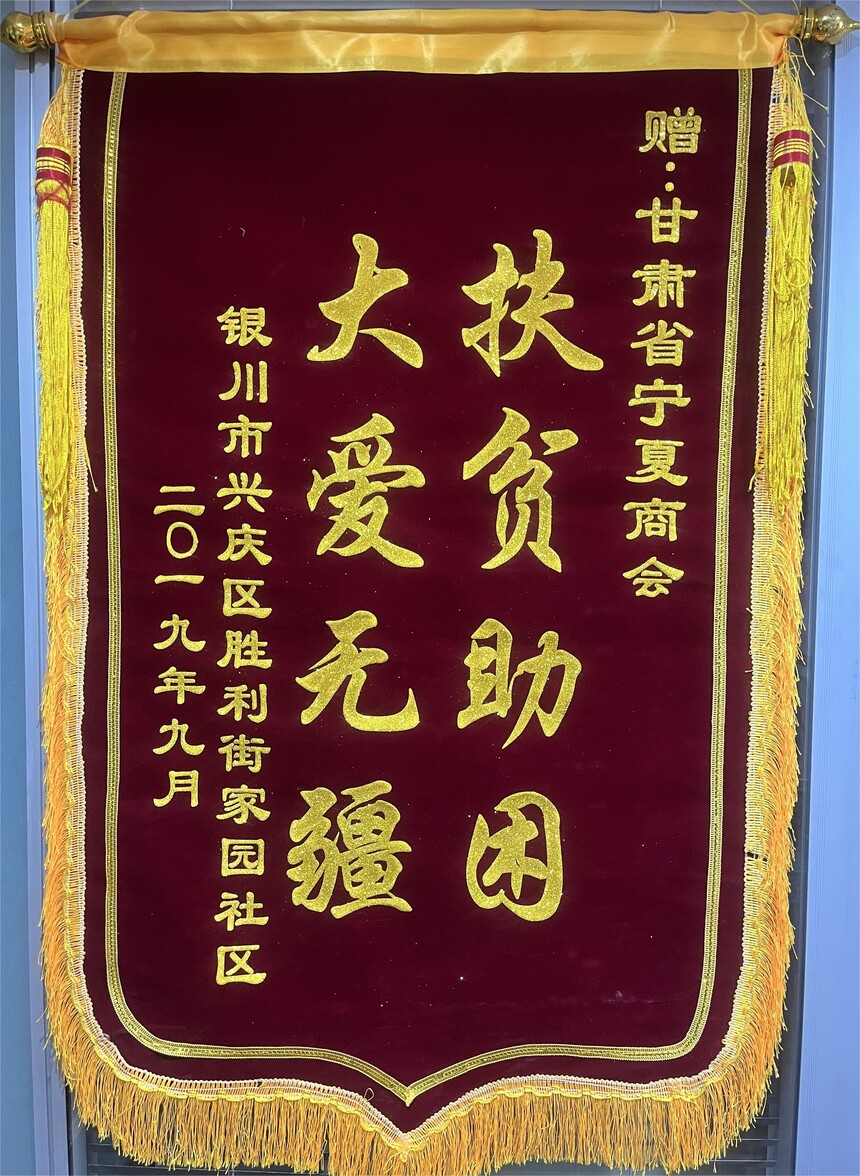 赠:甘肃省宁夏商会
扶贫助困
大爱无疆
银川市兴庆区胜利街家园社区
二〇一九年九月